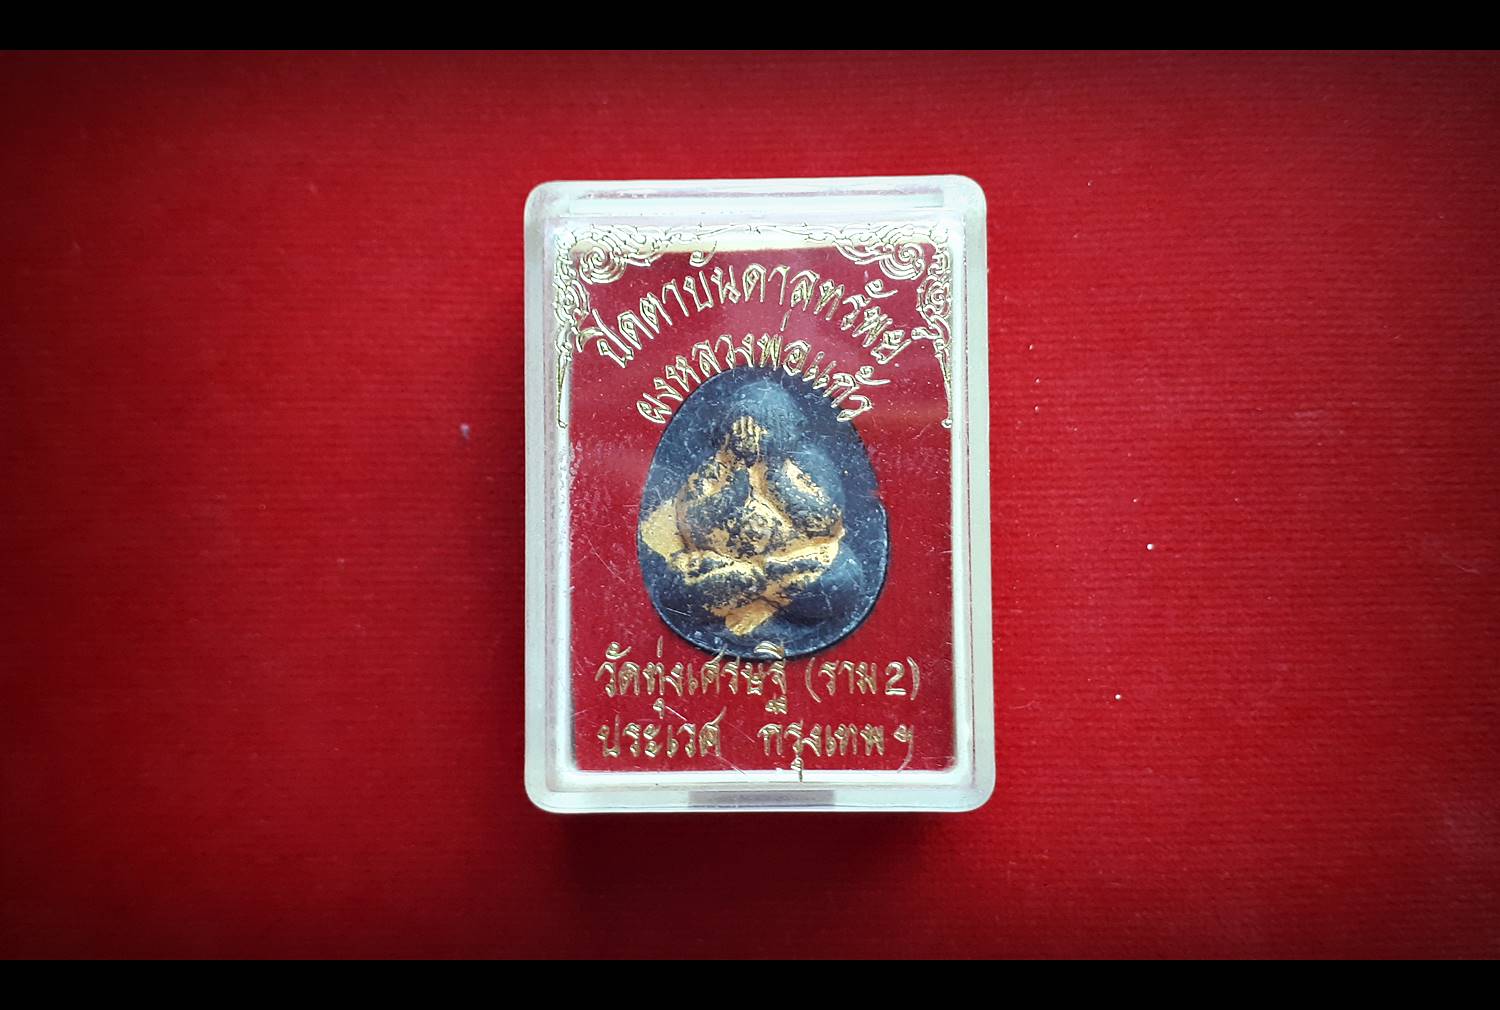 ปิดตาบันดาลทรัพย์
ผงหลวงพ่อแก้ว
วัดทุ่งเศรษฐี (ราม 2)
ประเวศ กรุงเทพฯ